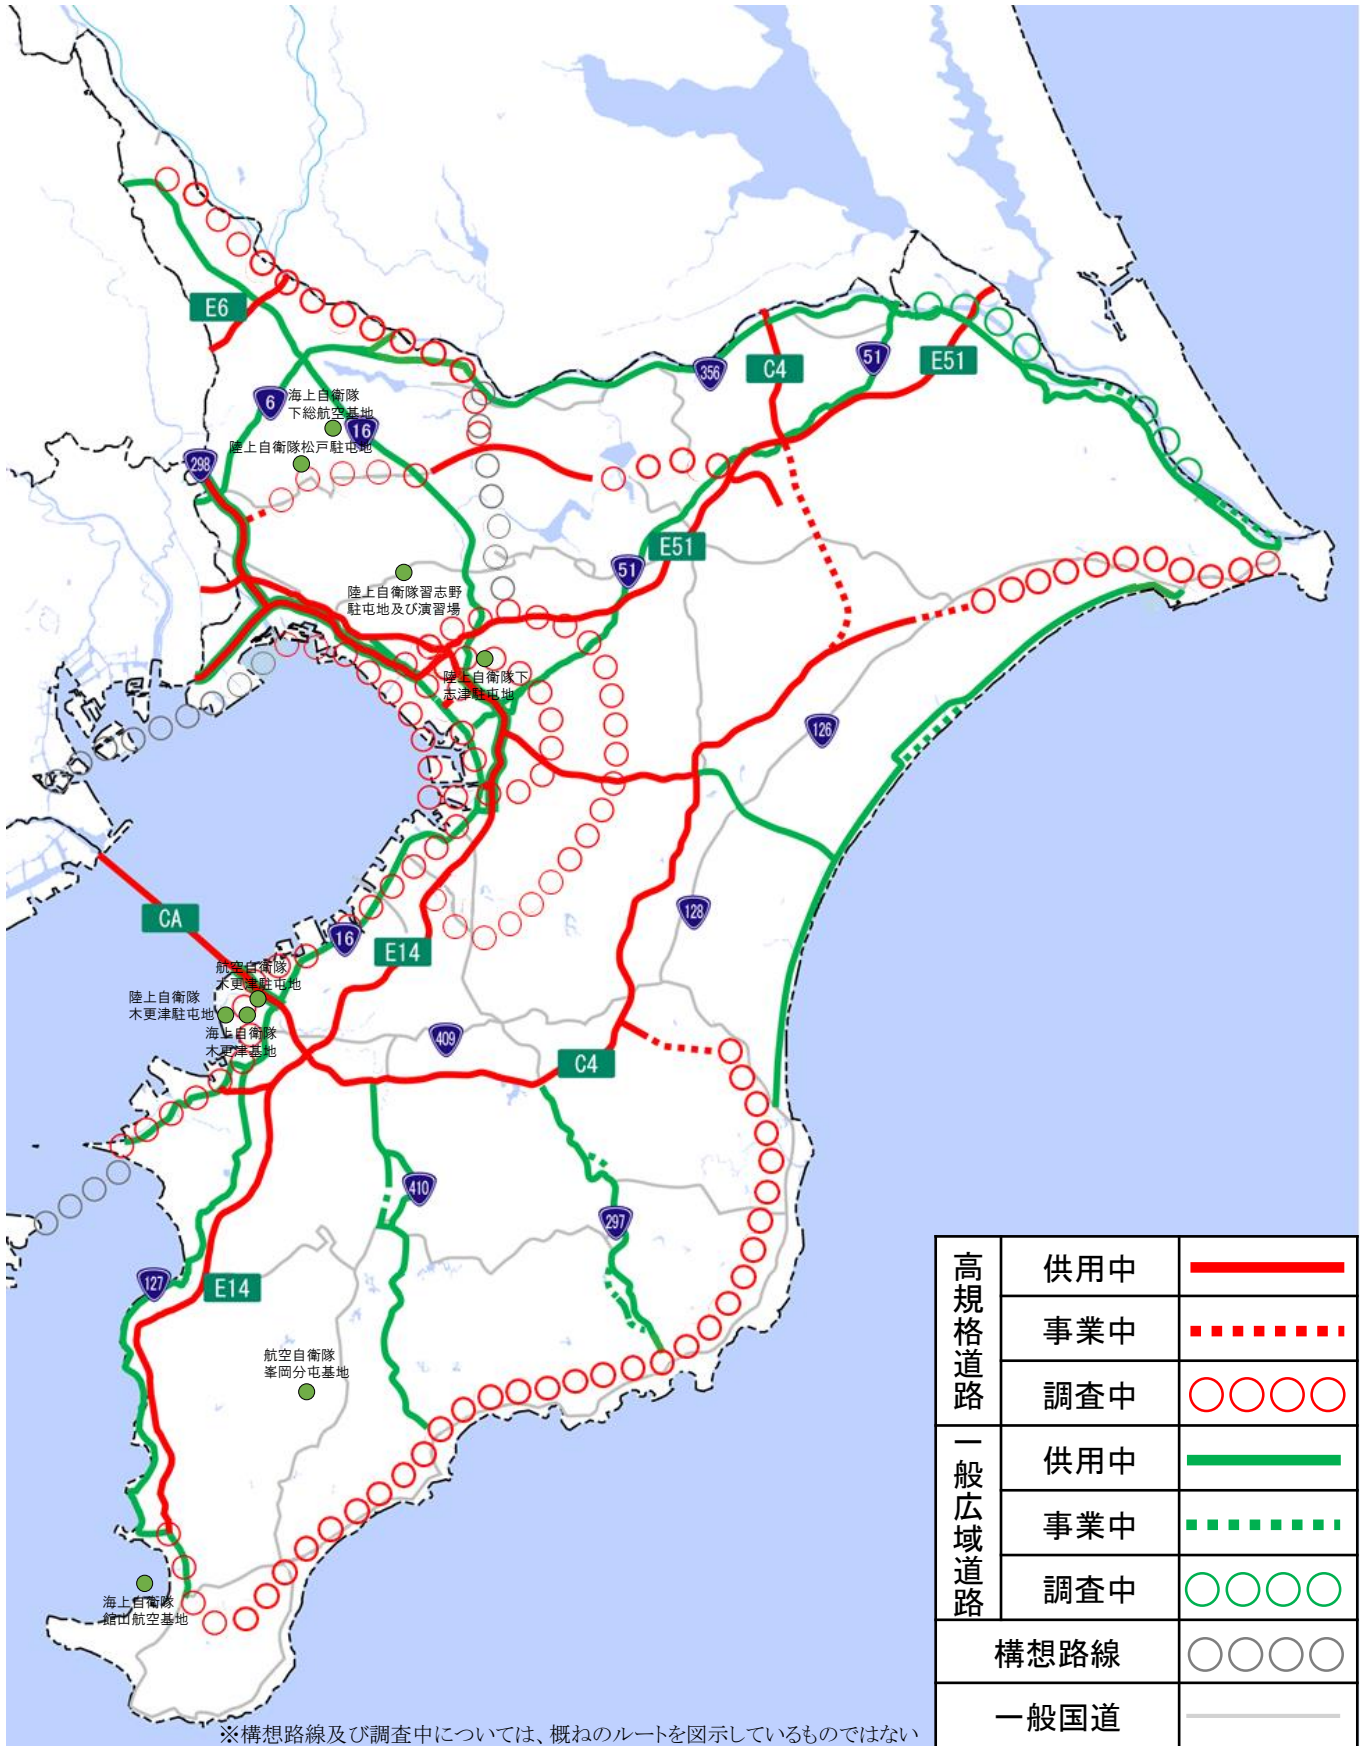 E6
356
C4
51
E51
6
海上自衛隊
下総航空基地
16
陸上自衛隊松戸駐屯地
298
E51
51
陸上自衛隊習志野
駐屯地及び演習場
陸上自衛隊下
志津駐屯地
126
128
CA
16
E14
航空自衛隊
木更津駐屯地
陸上自衛隊
木更津駐屯地
海上自衛隊
木更津基地
409
C4
410
297
127
E14
航空自衛隊
峯岡分屯基地
海上自衛隊
館山航空基地
高規格道路
供用中
事業中
調査中
一般広域道路
供用中
事業中
調査中
構想路線
一般国道
※構想路線及び調査中については、概ねのルートを図示しているものではない